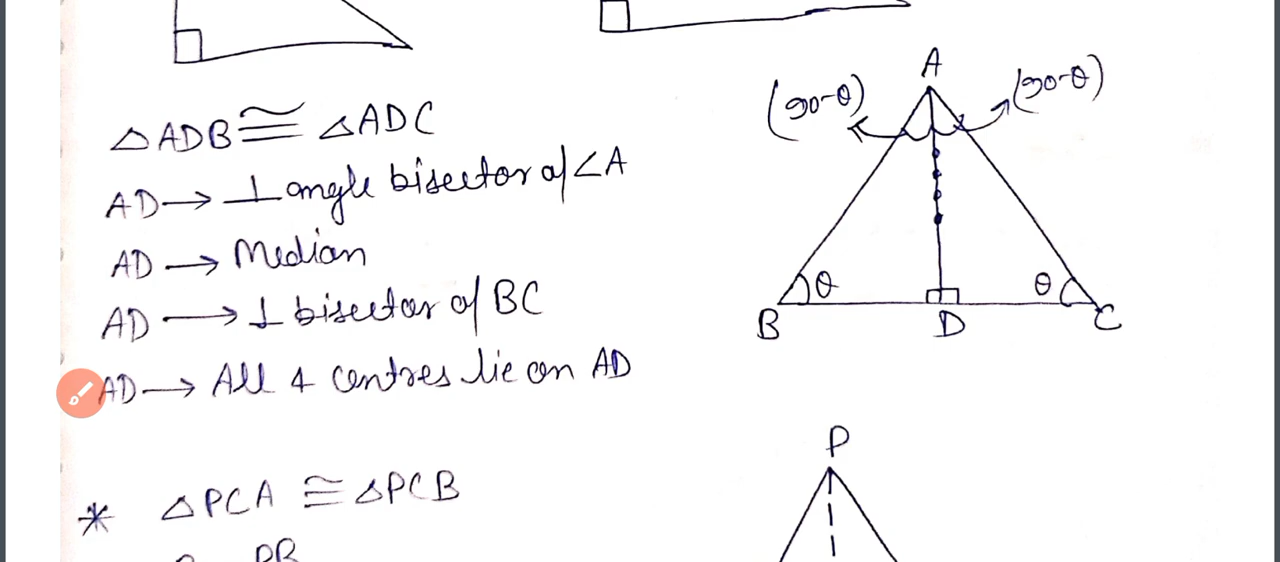 △ADB ≅ △ADC
AD → ⊥ angle bisector of ∠A
AD → Median
AD → ⊥ bisector of BC
AD → All 4 centres lie on AD
A
(90-θ)
(90-θ)
θ
θ
B
D
C
* △PCA ≅ △PCB
PB
P